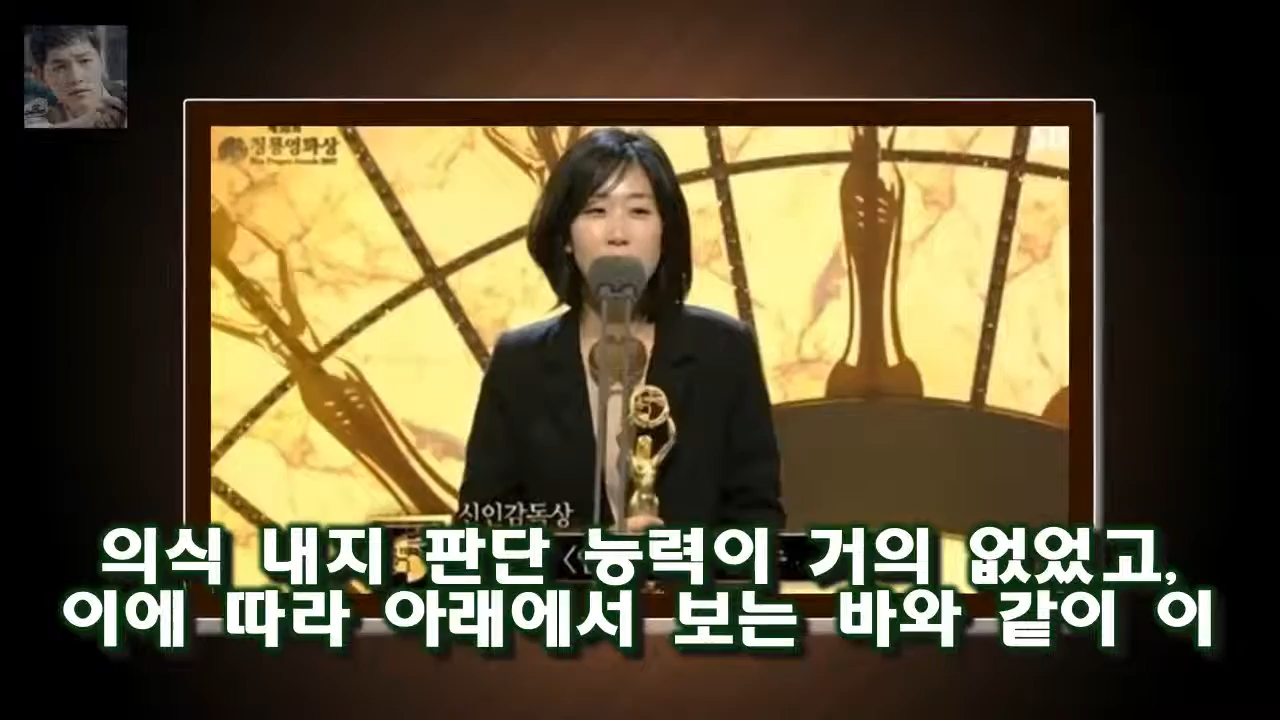 청룡영화상
신인감독상
의식 내지 판단 능력이 거의 없었고,
이에 따라 아래에서 보는 바와 같이 이